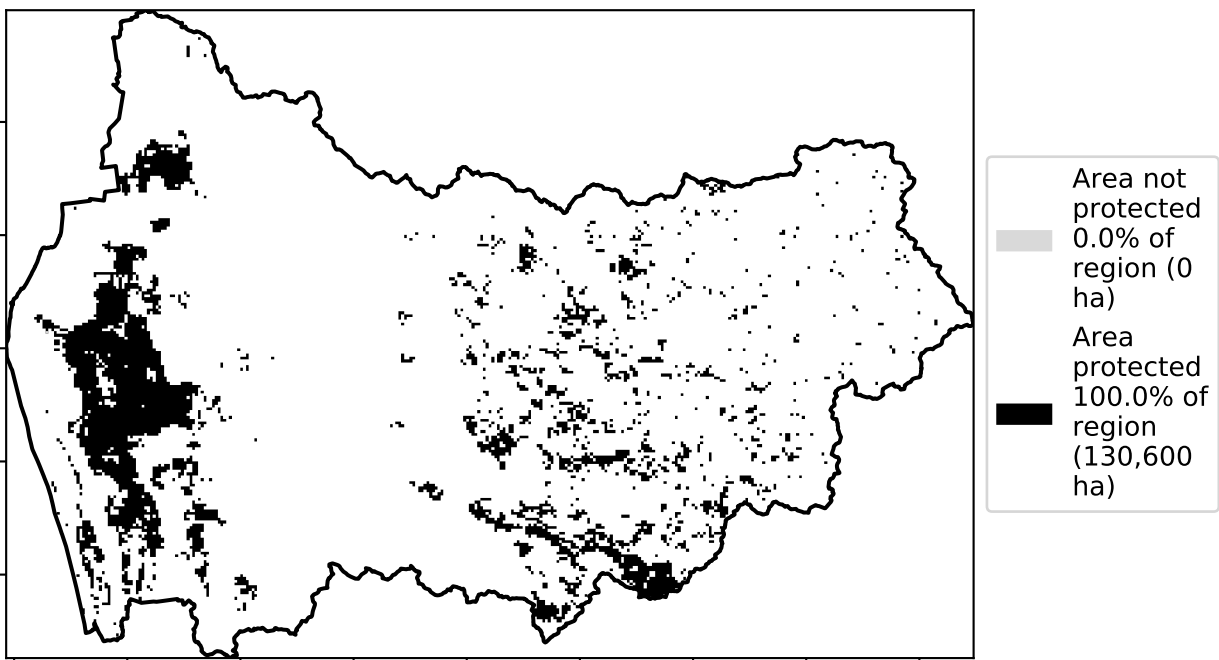 Area not
protected
0.0% of
region (0
ha)
Area
protected
100.0% of
region
(130,600
ha)